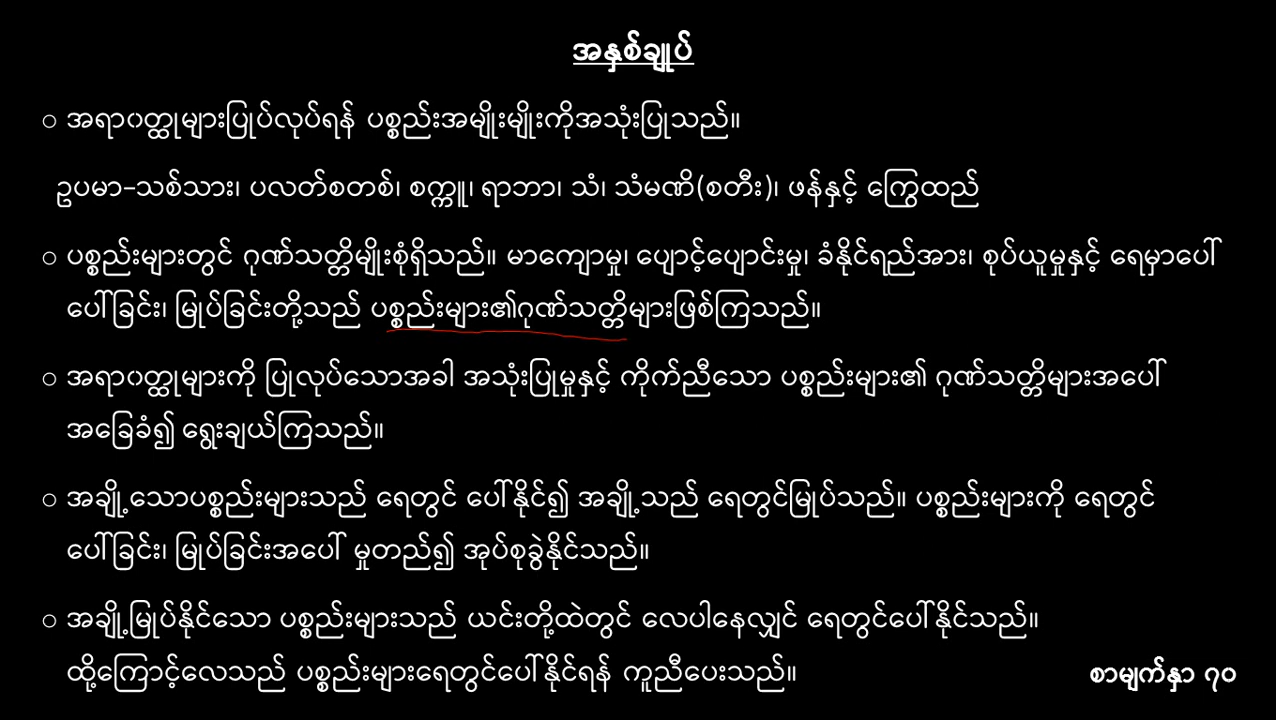 အနှစ်ချုပ်
○ အရာဝတ္ထုများပြုပ်လုပ်ရန် ပစ္စည်းအမျိုးမျိုးကိုအသုံးပြုသည်။
ဥပမာ-သစ်သား၊ ပလတ်စတစ်၊ စက္ကူ၊ ရာဘာ၊ သံ၊ သံမဏိ(စတီး)၊ ဖန်နှင့် ကြွေထည်
○ ပစ္စည်းများတွင် ဂုဏ်သတ္တိမျိုးစုံရှိသည်။ မာကျောမှု၊ ပျောင့်ပျောင်းမှု၊ ခံနိုင်ရည်အား၊ စုပ်ယူမှုနှင့် ရေမှာပေါ်
ပေါ်ခြင်း၊ မြုပ်ခြင်းတို့သည် ပစ္စည်းများ၏ဂုဏ်သတ္တိများဖြစ်ကြသည်။
○ အရာဝတ္ထုများကို ပြုလုပ်သောအခါ အသုံးပြုမှုနှင့် ကိုက်ညီသော ပစ္စည်းများ၏ ဂုဏ်သတ္တိများအပေါ်
အခြေခံ၍ ရွေးချယ်ကြသည်။
○ အချို့သောပစ္စည်းများသည် ရေတွင် ပေါ်နိုင်၍ အချို့သည် ရေတွင်မြုပ်သည်။ ပစ္စည်းများကို ရေတွင်
ပေါ်ခြင်း၊ မြုပ်ခြင်းအပေါ် မှုတည်၍ အုပ်စုခွဲနိုင်သည်။
○ အချို့မြုပ်နိုင်သော ပစ္စည်းများသည် ယင်းတို့ထဲတွင် လေပါနေလျှင် ရေတွင်ပေါ်နိုင်သည်။
ထို့ကြောင့်လေသည် ပစ္စည်းများရေတွင်ပေါ်နိုင်ရန် ကူညီပေးသည်။
စာမျက်နှာ ၇၀